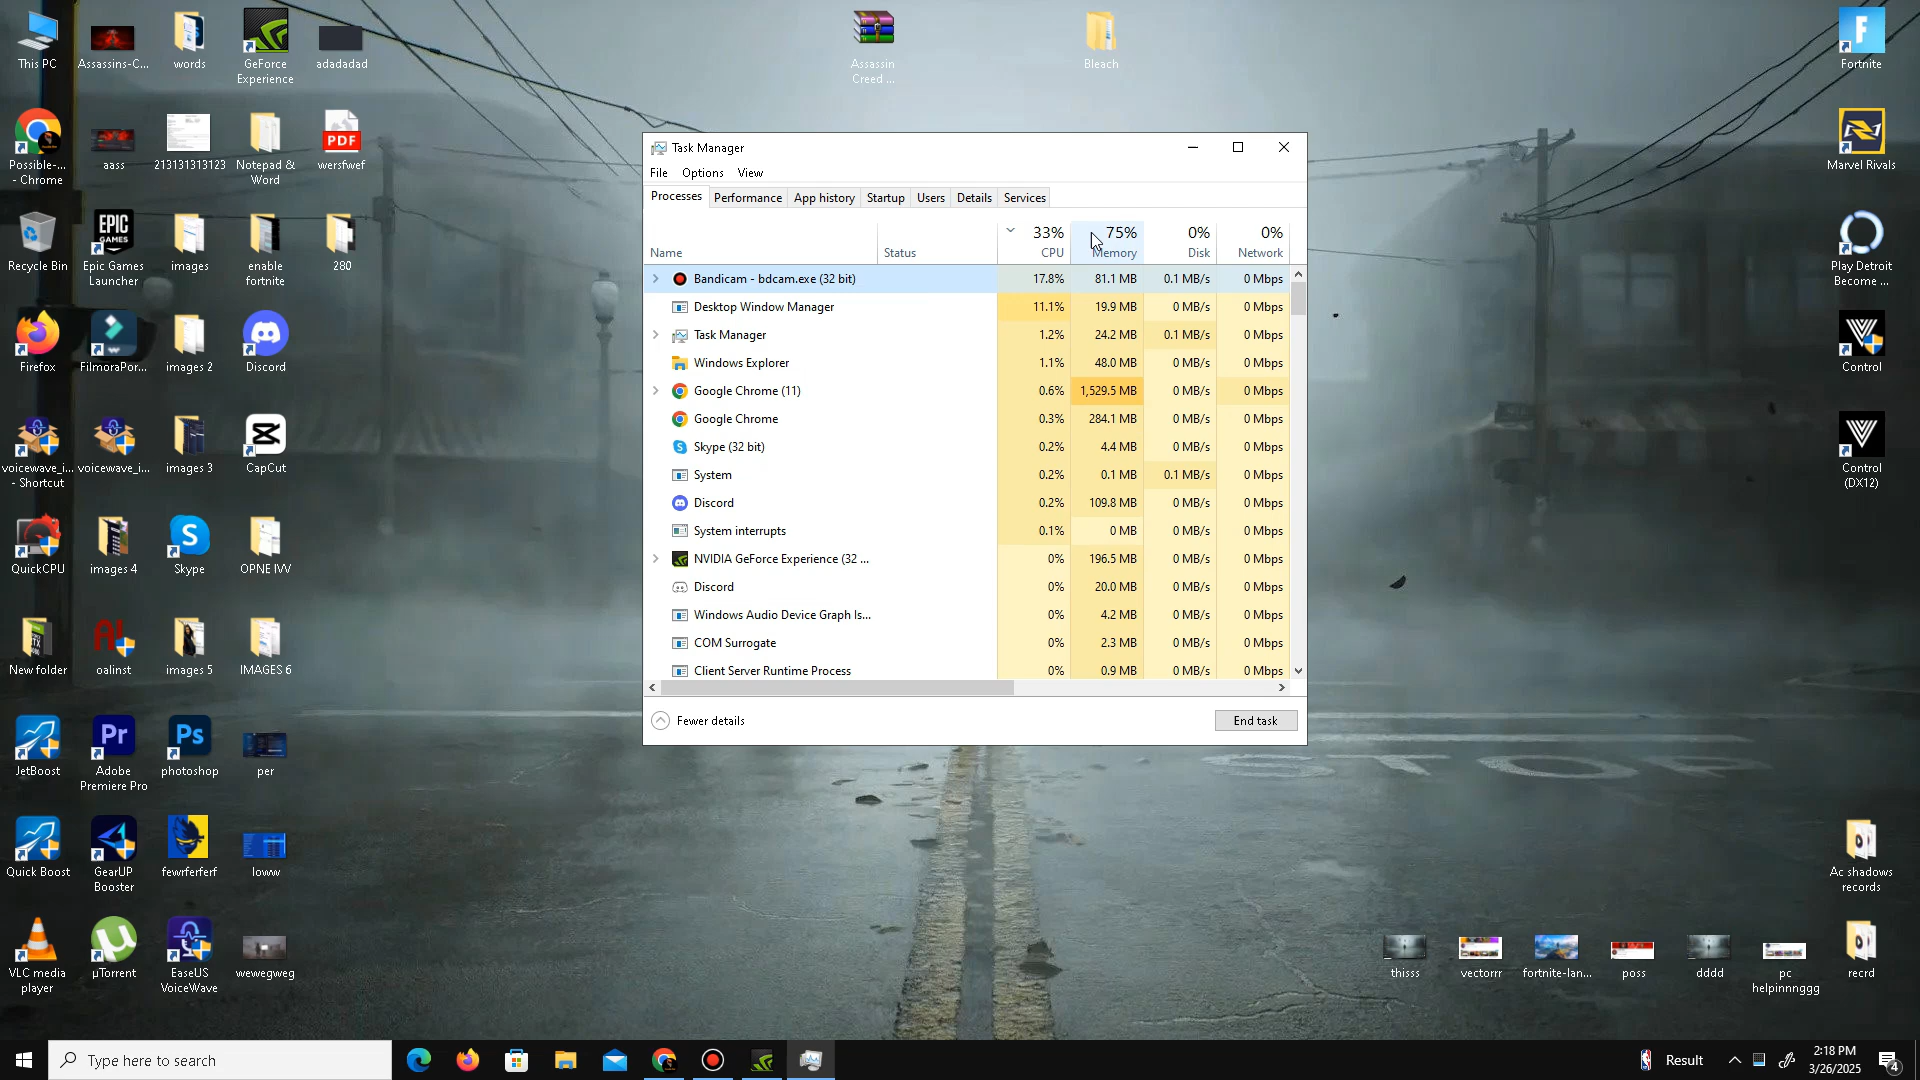 This PC
Assassins-C...
words
GeForce
Experience
adadadad
Assassin
Creed ...
Bleach
F
Fortnite
Possible-...
- Chrome
aass
213131313123
Notepad &
Word
PDF
wersfwef
Marvel Rivals
Recycle Bin
EPIC
GAMES
Epic Games
Launcher
images
enable
fortnite
280
Play Detroit
Become ...
Firefox
FilmoraPor...
images 2
Discord
Control
voicewave_i...
- Shortcut
voicewave_i...
images 3
CapCut
Control
(DX12)
QuickCPU
images 4
Skype
OPNE IVV
New folder
oalinst
images 5
IMAGES 6
JetBoost
Pr
Adobe
Premiere Pro
Ps
photoshop
per
Quick Boost
GearUP
Booster
fewrferferf
loww
VLC media
player
µTorrent
EaseUS
VoiceWave
wewegweg
Task Manager
File Options View
Processes Performance App history Startup Users Details Services
33% 75% 0% 0%
Name Status CPU Memory Disk Network
Bandicam - bdcam.exe (32 bit) 17.8% 81.1 MB 0.1 MB/s 0 Mbps
Desktop Window Manager 11.1% 19.9 MB 0 MB/s 0 Mbps
Task Manager 1.2% 24.2 MB 0.1 MB/s 0 Mbps
Windows Explorer 1.1% 48.0 MB 0 MB/s 0 Mbps
Google Chrome (11) 0.6% 1,529.5 MB 0 MB/s 0 Mbps
Google Chrome 0.3% 284.1 MB 0 MB/s 0 Mbps
Skype (32 bit) 0.2% 4.4 MB 0 MB/s 0 Mbps
System 0.2% 0.1 MB 0.1 MB/s 0 Mbps
Discord 0.2% 109.8 MB 0 MB/s 0 Mbps
System interrupts 0.1% 0 MB 0 MB/s 0 Mbps
NVIDIA GeForce Experience (32 ... 0% 196.5 MB 0 MB/s 0 Mbps
Discord 0% 20.0 MB 0 MB/s 0 Mbps
Windows Audio Device Graph Is... 0% 4.2 MB 0 MB/s 0 Mbps
COM Surrogate 0% 2.3 MB 0 MB/s 0 Mbps
Client Server Runtime Process 0% 0.9 MB 0 MB/s 0 Mbps
Fewer details End task
STOP
Ac shadows
records
thisss
vectorrr
fortnite-lan...
poss
dddd
pc
helpinnnggg
recrd
Type here to search
Result
2:18 PM
3/26/2025
4